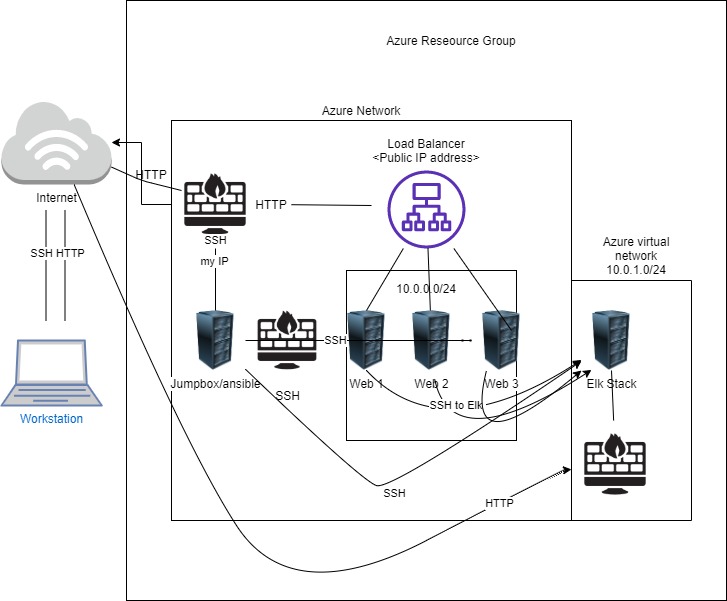 Azure Reseource Group
Azure Network
Load Balancer
<Public IP address>
HTTP
Internet
HTTP
SSH
my IP
SSH HTTP
Azure virtual
network
10.0.1.0/24
10.0.0.0/24
SSH
Jumpbox/ansible
Web 1
Web 2
Web 3
Elk Stack
SSH
SSH to Elk
Workstation
SSH
HTTP